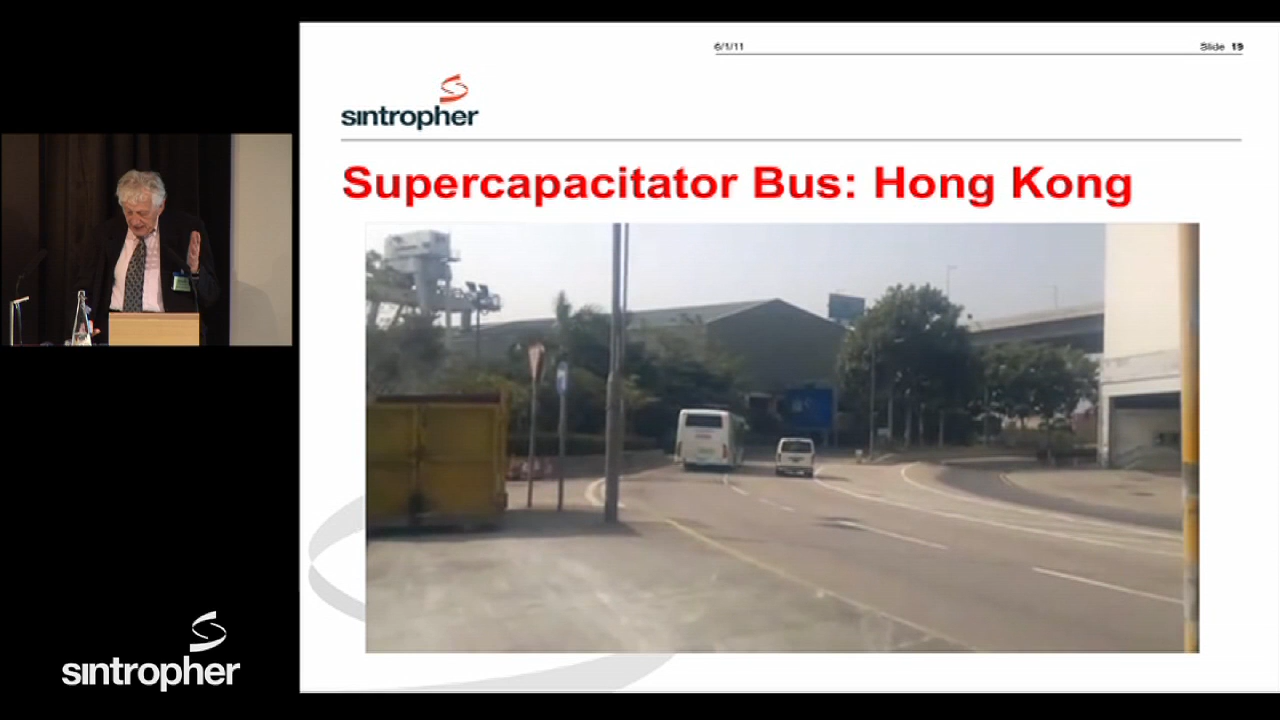 6/1/11
Slide 19
sintropher
Supercapacitator Bus: Hong Kong
sintropher